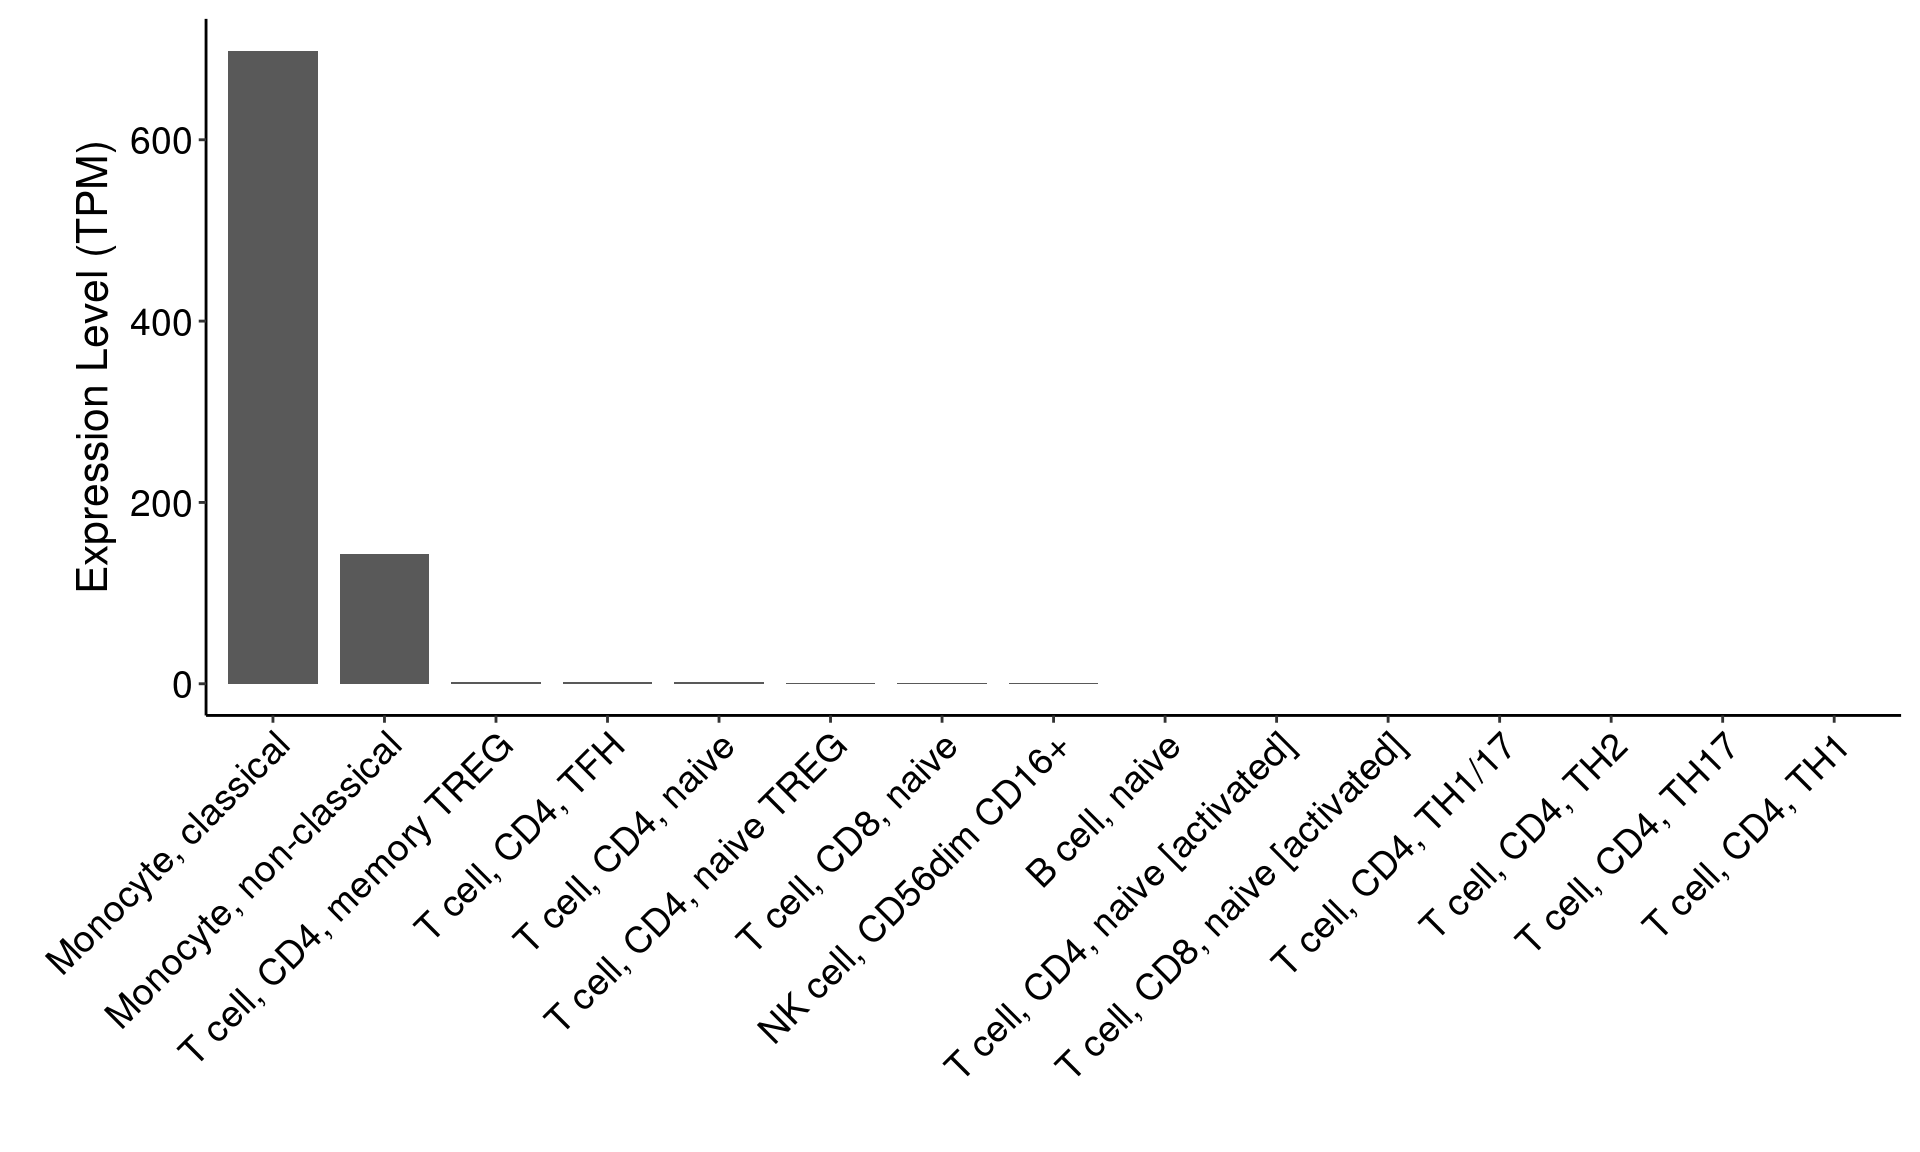 Expression Level (TPM)
600
400
200
0
Monocyte, classical
Monocyte, non-classical
T cell, CD4, memory TREG
T cell, CD4, TFH
T cell, CD4, naive
T cell, CD4, naive TREG
T cell, CD8, naive
NK cell, CD56dim CD16+
B cell, naive
T cell, CD4, naive [activated]
T cell, CD8, naive [activated]
T cell, CD4, TH1/17
T cell, CD4, TH2
T cell, CD4, TH17
T cell, CD4, TH1